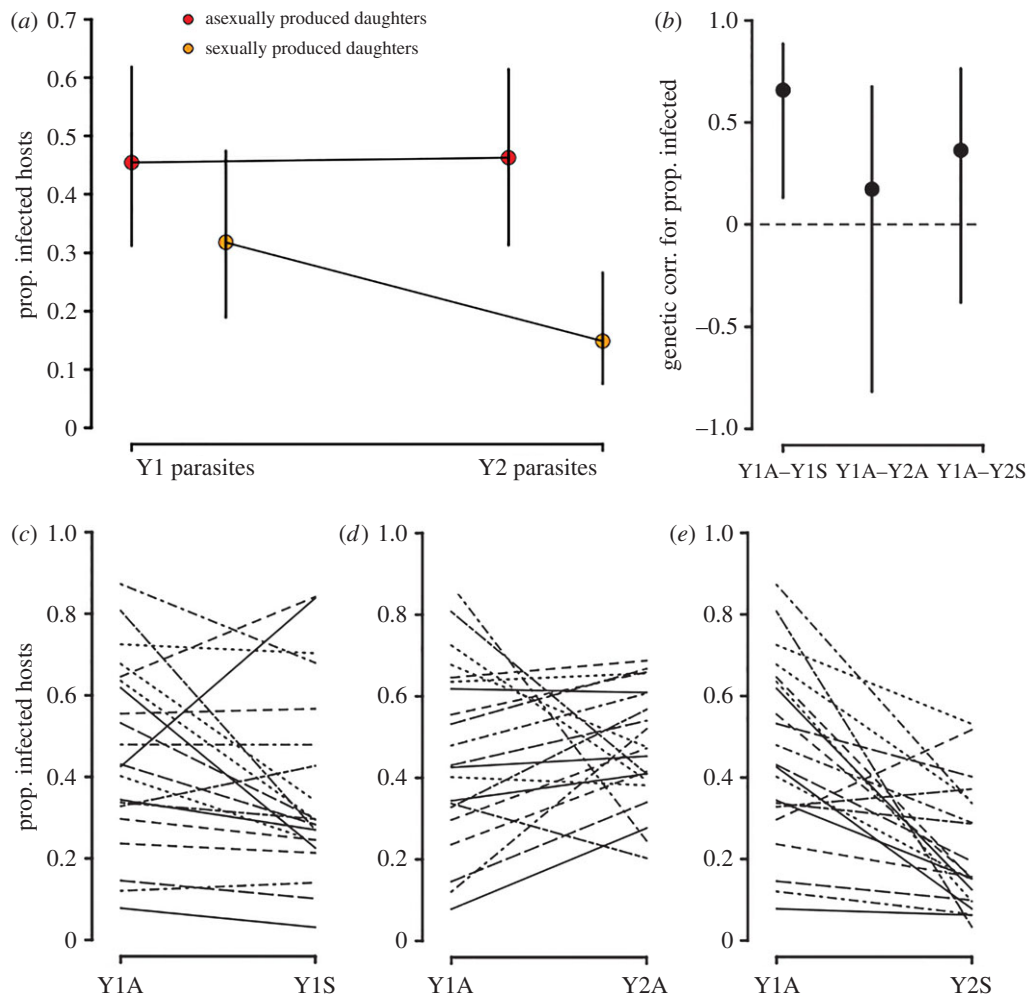 (a)
0.7
0.6
0.5
0.4
0.3
0.2
0.1
0
prop. infected hosts
asexually produced daughters
sexually produced daughters
Y1 parasites
Y2 parasites
(b)
1.0
0.5
0
–0.5
–1.0
genetic corr. for prop. infected
Y1A–Y1S
Y1A–Y2A
Y1A–Y2S
(c)
1.0
0.8
0.6
0.4
0.2
0
prop. infected hosts
Y1A
Y1S
(d)
1.0
0.8
0.6
0.4
0.2
0
Y1A
Y2A
(e)
1.0
0.8
0.6
0.4
0.2
0
Y1A
Y2S